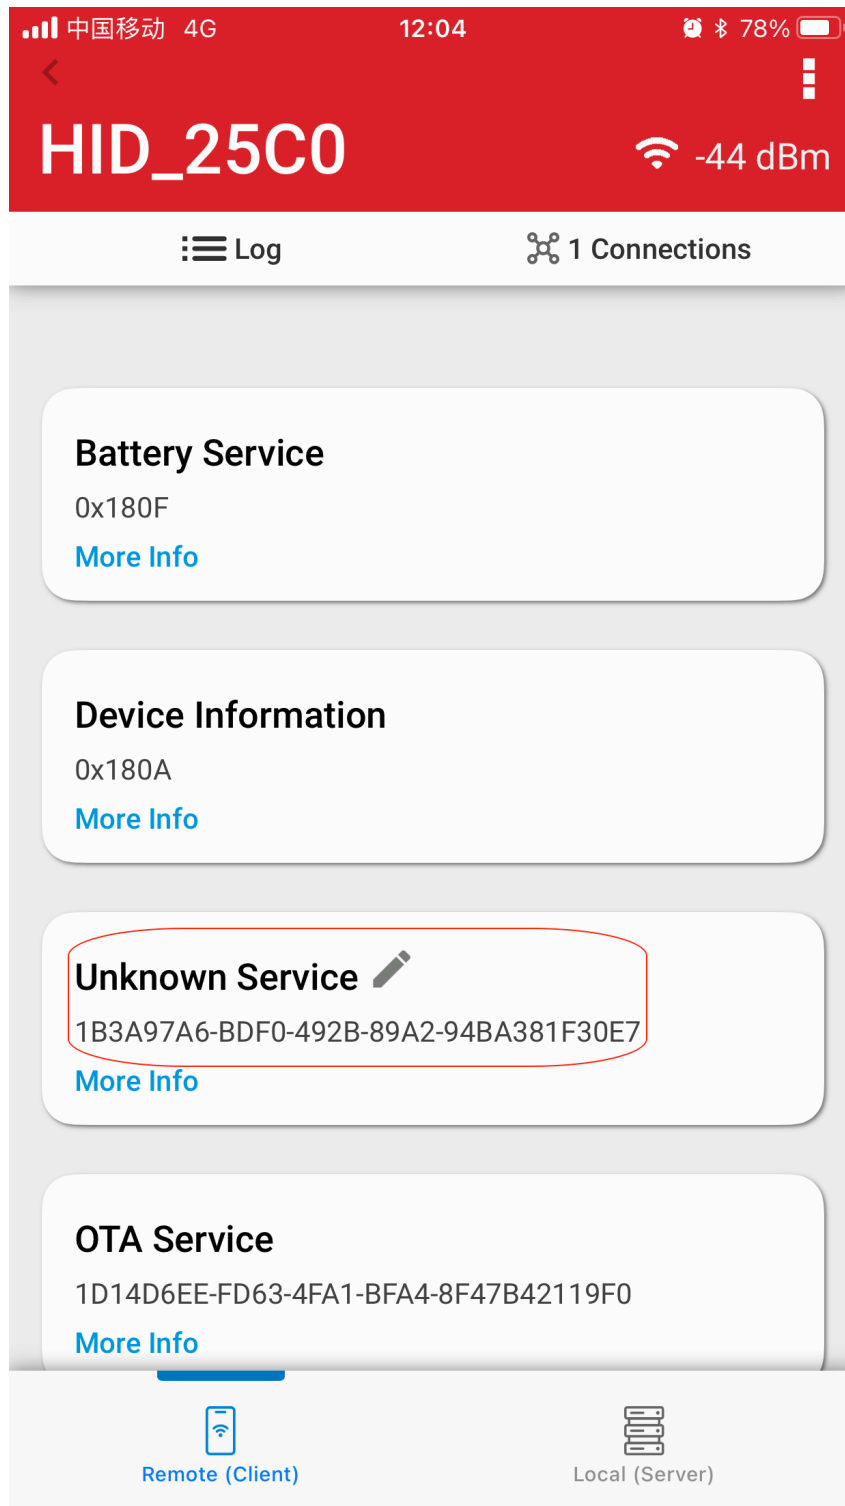 中国移动 4G 12:04 78%
HID_25C0 -44 dBm
Log 1 Connections
Battery Service
0x180F
More Info
Device Information
0x180A
More Info
Unknown Service
1B3A97A6-BDF0-492B-89A2-94BA381F30E7
More Info
OTA Service
1D14D6EE-FD63-4FA1-BFA4-8F47B42119F0
More Info
Remote (Client) Local (Server)